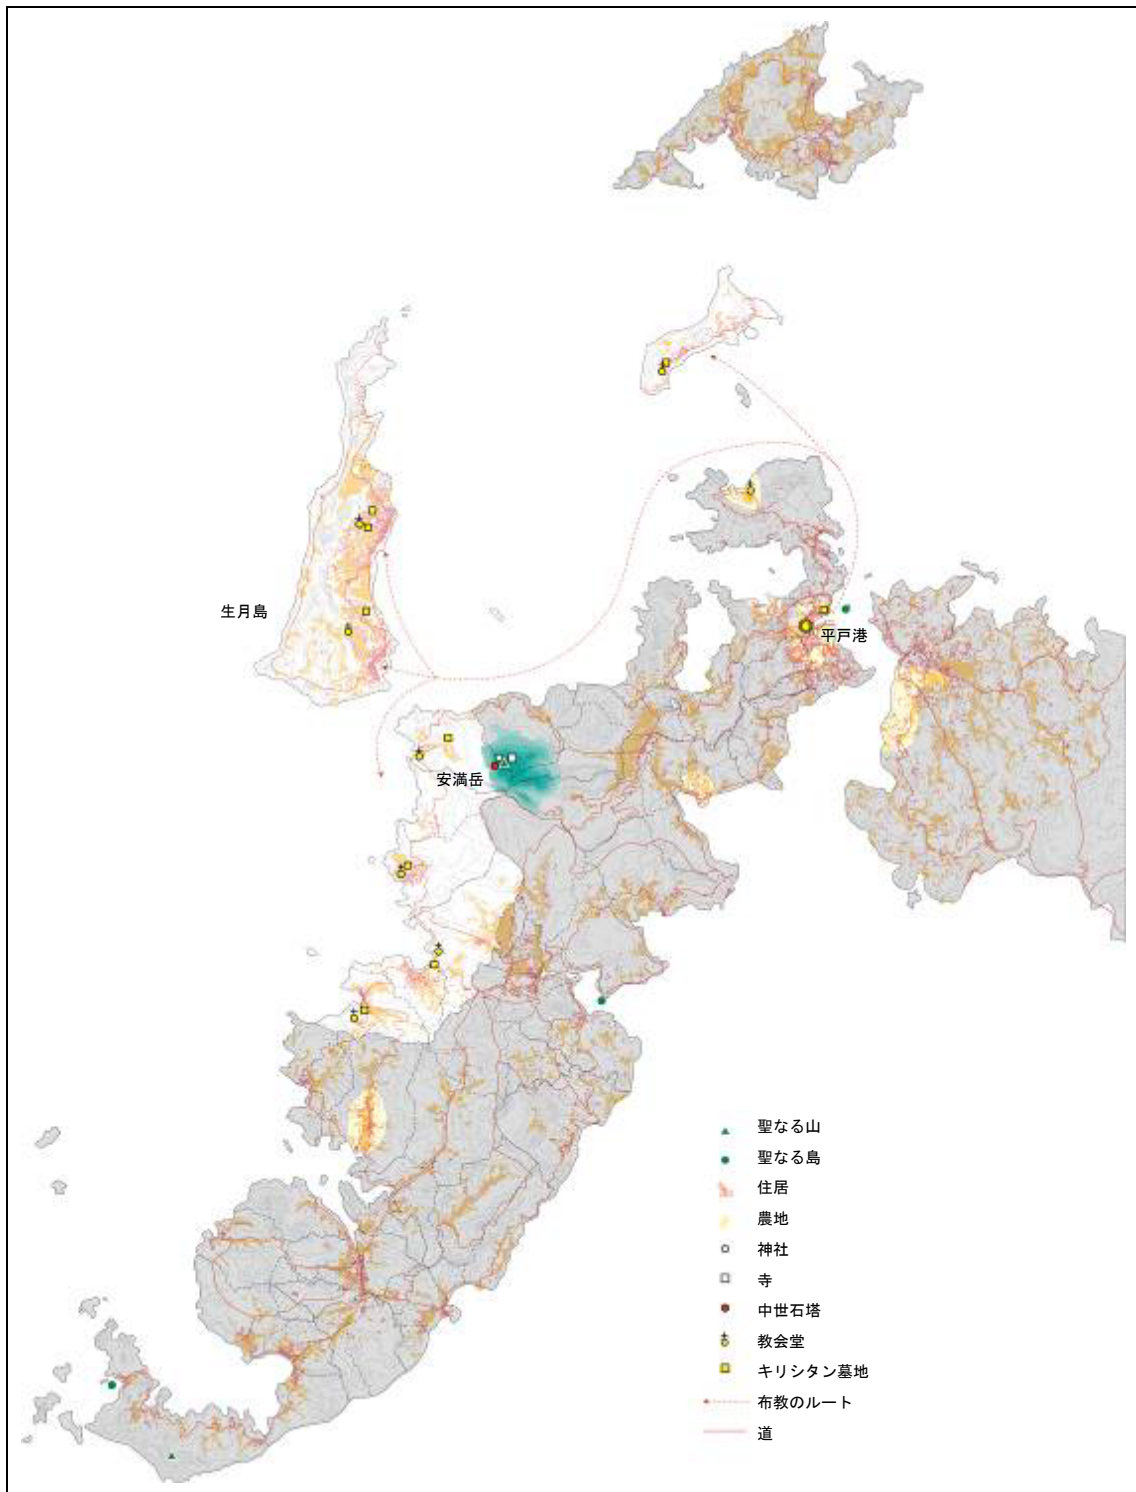 生月島
平戸港
安満岳
聖なる山
聖なる島
住居
農地
神社
寺
中世石塔
教会堂
キリシタン墓地
布教のルート
道